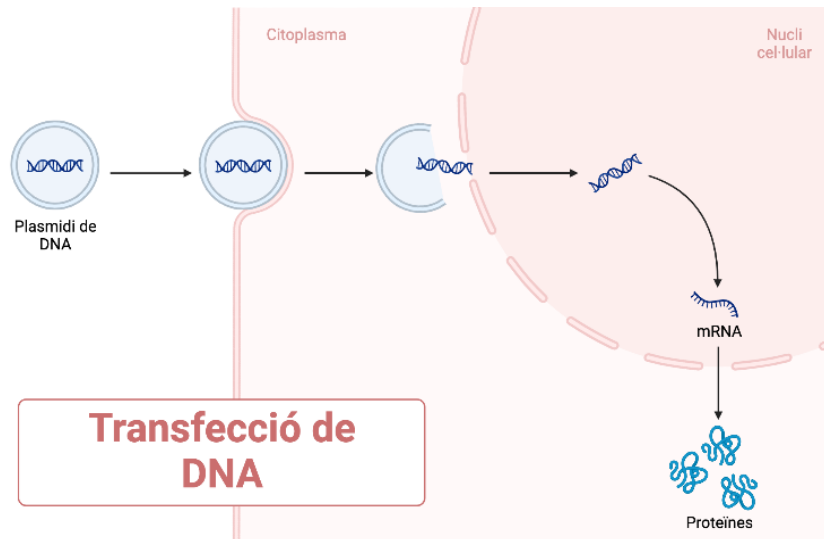 Citoplasma
Nucli
cel·lular
Plasmidi de
DNA
mRNA
Transfecció de
DNA
Proteïnes